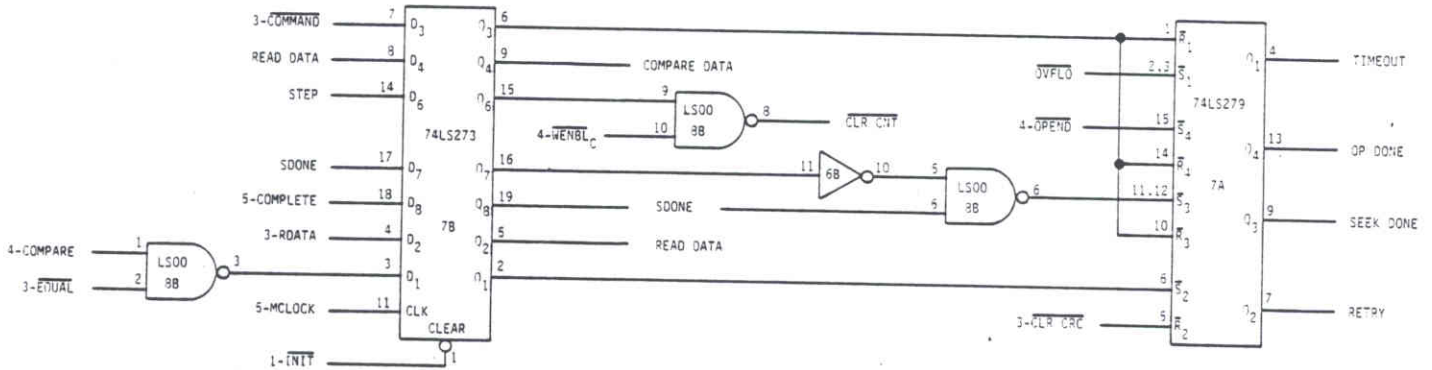 3-COMMAND 7 D3 Q3 6
READ DATA 8 D4 Q4 9 COMPARE DATA
STEP 14 D6 Q6 15
9 LS00 8B 8 CLR CNT
4-WENBLC 10
74LS273
SDONE 17 D7 Q7 16
11 6B 10
5 LS00 8B 6
5-COMPLETE 18 D8 Q8 19 SDONE 6
7B
3-RDATA 4 D2 Q2 5 READ DATA
4-COMPARE 1 LS00 8B 3
3-EQUAL 2
3 D1 Q1 2
5-MCLOCK 11 CLK
CLEAR
1-INIT 1
1 R1 Q1 4 TIMEOUT
OVFLO 2.3 S1
74LS279
4-OPEND 15 S4 Q4 13 OP DONE
14 R4
7A
11.12 S3 Q3 9 SEEK DONE
10 R3
6 S2 Q2 7 RETRY
3-CLR CRC 5 R2